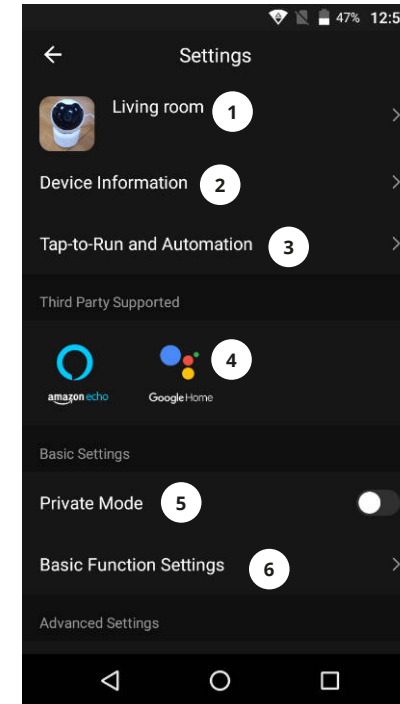 47% 12:5
Settings
Living room 1
Device Information 2
Tap-to-Run and Automation 3
Third Party Supported
4
amazon echo Google Home
Basic Settings
Private Mode 5
Basic Function Settings 6
Advanced Settings